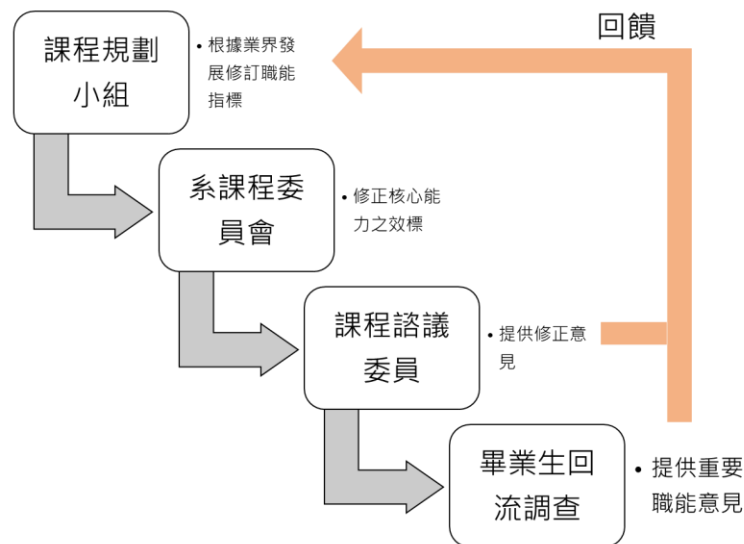 回饋
課程規劃
小組
• 根據業界發
展修訂職能
指標
系課程委
員會
• 修正核心能
力之效標
課程諮議
委員
• 提供修正意
見
畢業生回
流調查
• 提供重要
職能意見